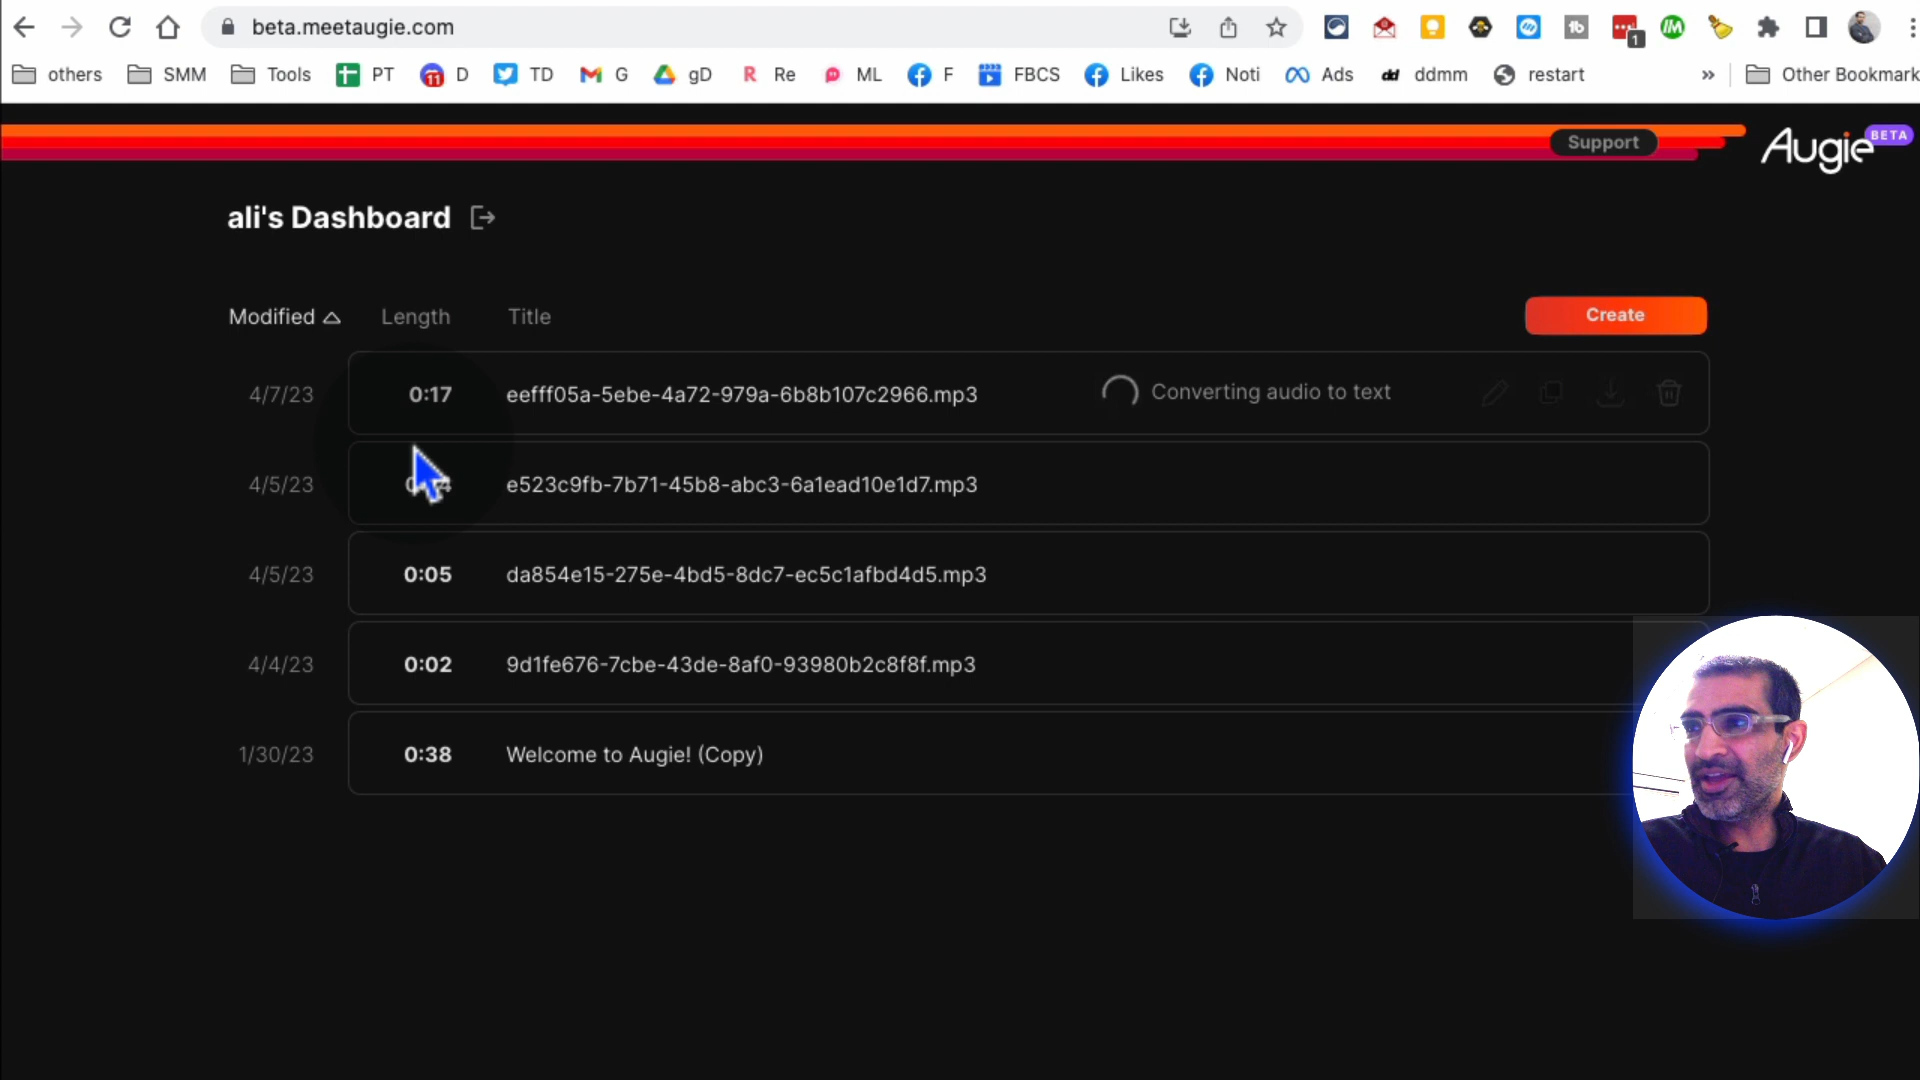 beta.meetaugie.com
1
others SMM Tools PT 11 D TD G gD Re ML F FBCS Likes Noti Ads dd ddmm restart » Other Bookmark
Support
Augie BETA
ali's Dashboard
Modified Length Title
Create
4/7/23 0:17 eefff05a-5ebe-4a72-979a-6b8b107c2966.mp3 Converting audio to text
4/5/23 e523c9fb-7b71-45b8-abc3-6a1ead10e1d7.mp3
4/5/23 0:05 da854e15-275e-4bd5-8dc7-ec5c1afbd4d5.mp3
4/4/23 0:02 9d1fe676-7cbe-43de-8af0-93980b2c8f8f.mp3
1/30/23 0:38 Welcome to Augie! (Copy)